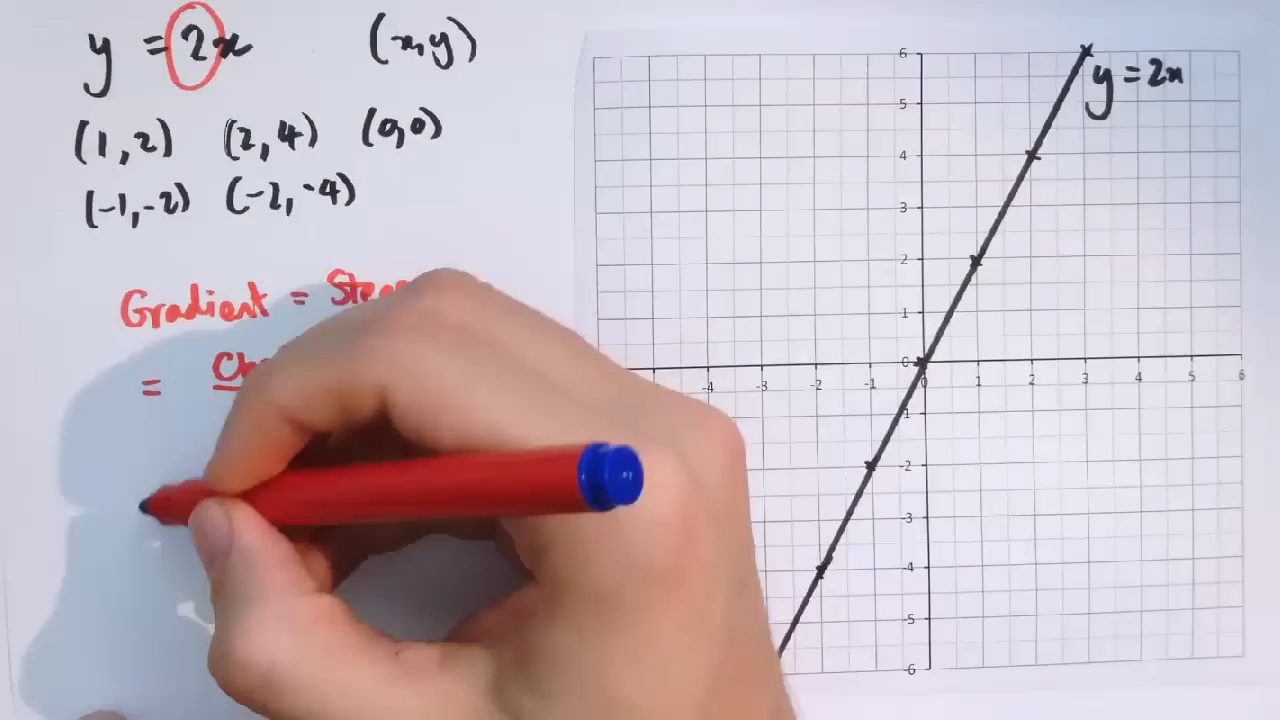 y = 2x (x,y)
(1,2) (2,4) (0,0)
(-1,-2) (-2,-4)
Gradient =
=
y = 2x
6
5
4
3
2
1
0
-4 -3 -2 -1 0 1 2 3 4 5 6
-2
-3
-4
-5
-6